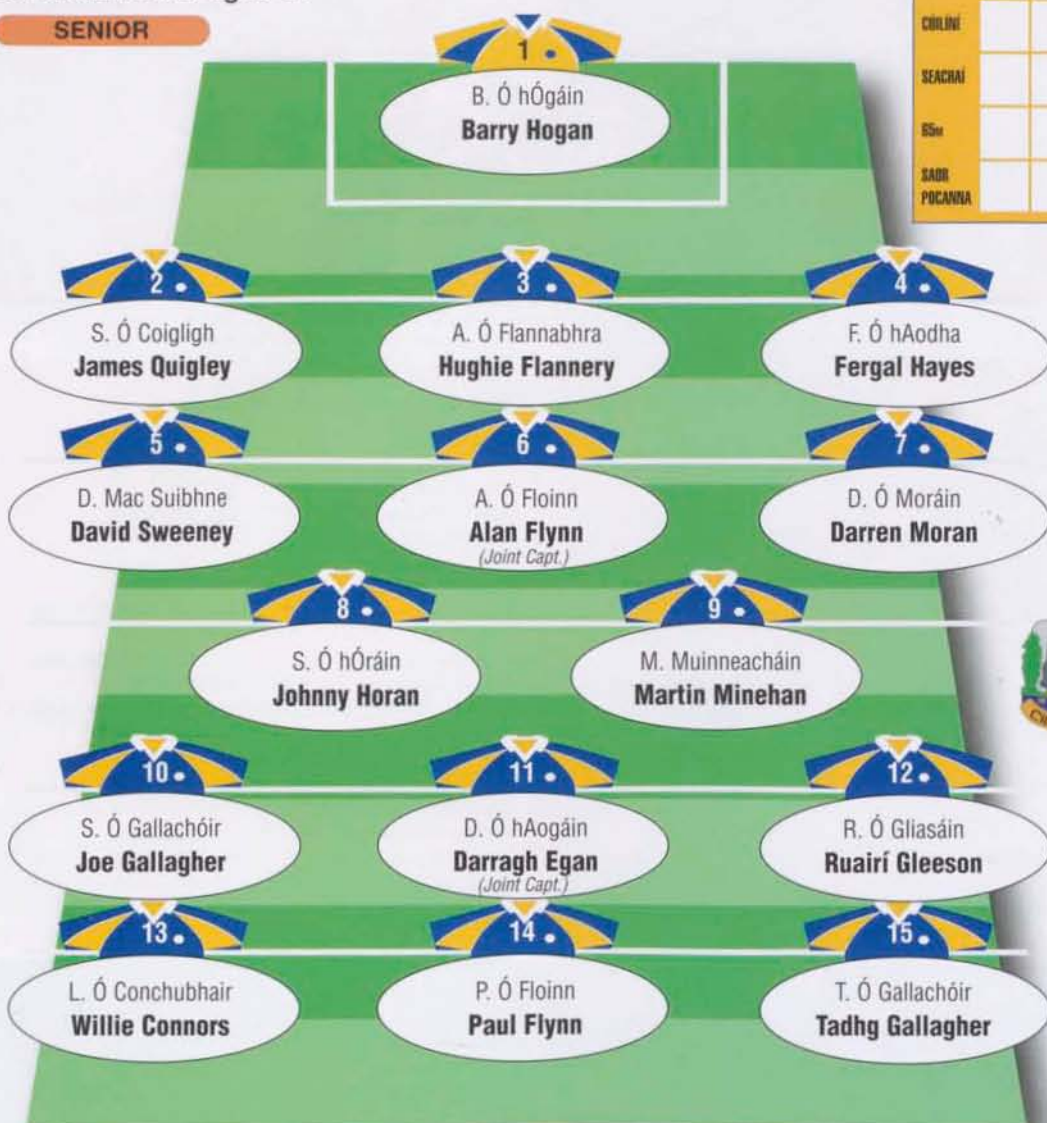 SENIOR
CÚILÍNÍ
SEACHAÍ
65M
SAOR
POCANNA
1
B. Ó hÓgáin
Barry Hogan
2
S. Ó Coigligh
James Quigley
3
A. Ó Flannabhra
Hughie Flannery
4
F. Ó hAodha
Fergal Hayes
5
D. Mac Suibhne
David Sweeney
6
A. Ó Floinn
Alan Flynn
(Joint Capt.)
7
D. Ó Moráin
Darren Moran
8
S. Ó hÓráin
Johnny Horan
9
M. Muinneacháin
Martin Minehan
10
S. Ó Gallachóir
Joe Gallagher
11
D. Ó hAogáin
Darragh Egan
(Joint Capt.)
12
R. Ó Gliasáin
Ruairí Gleeson
13
L. Ó Conchubhair
Willie Connors
14
P. Ó Floinn
Paul Flynn
15
T. Ó Gallachóir
Tadhg Gallagher